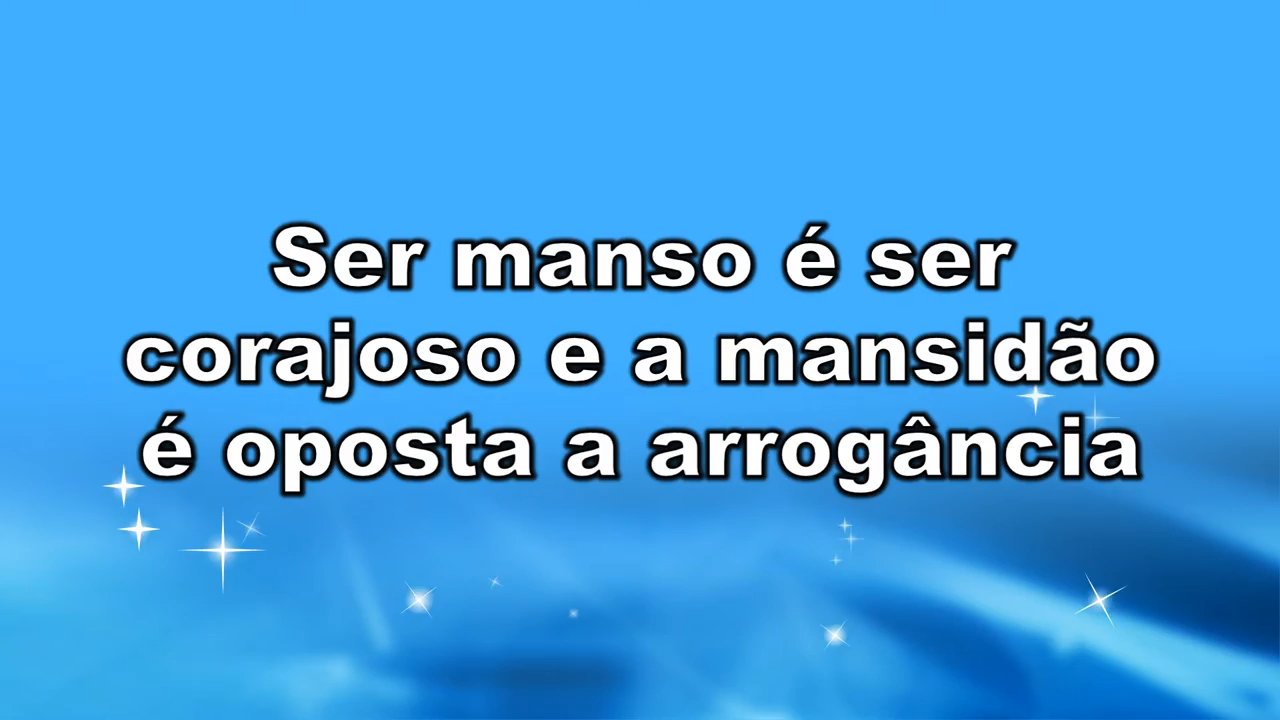 Ser manso é ser
corajoso e a mansidão
é oposta a arrogância